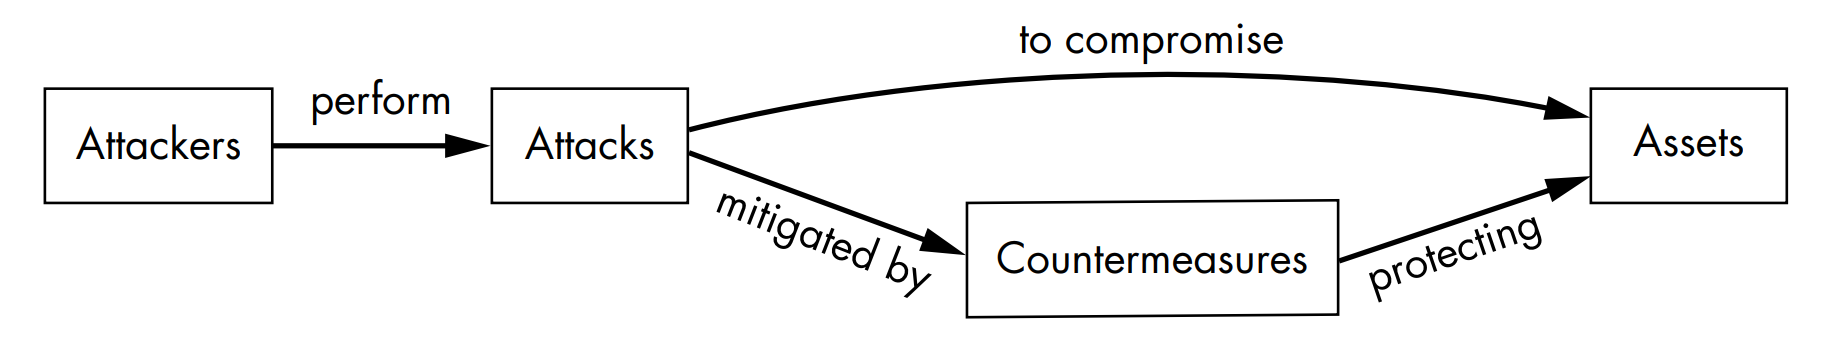 to compromise
perform
Attackers
Attacks
Assets
mitigated by
Countermeasures
protecting